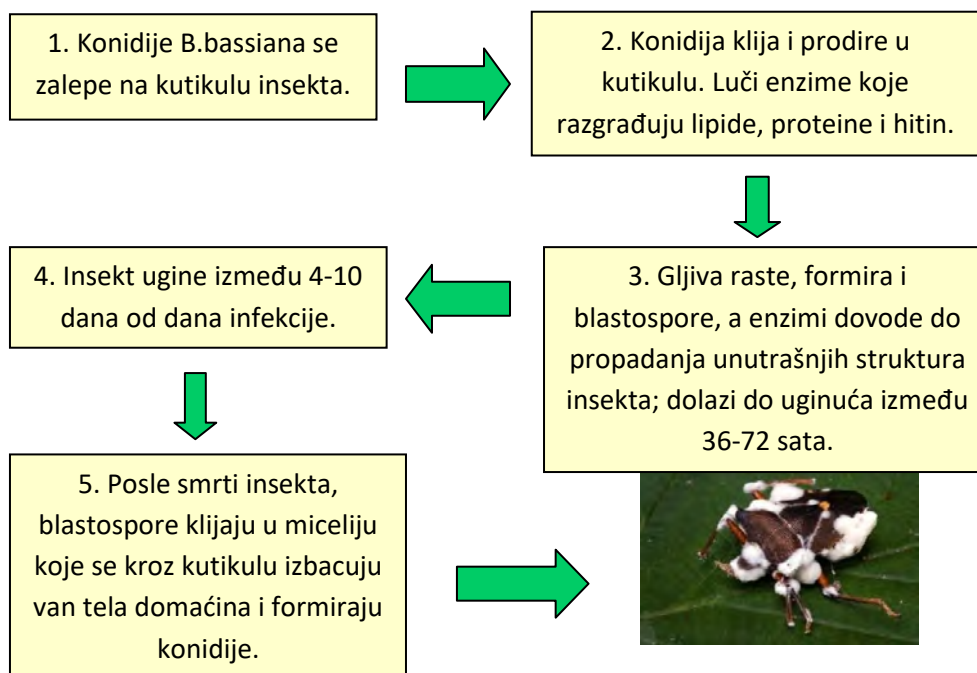 1. Konidije B.bassiana se
zalepe na kutikulu insekta.
2. Konidija klija i prodire u
kutikulu. Luči enzime koje
razgrađuju lipide, proteine i hitin.
3. Gljiva raste, formira i
blastospore, a enzimi dovode do
propadanja unutrašnjih struktura
insekta; dolazi do uginuća između
36-72 sata.
4. Insekt ugine između 4-10
dana od dana infekcije.
5. Posle smrti insekta,
blastospore klijaju u miceliju
koje se kroz kutikulu izbacuju
van tela domaćina i formiraju
konidije.